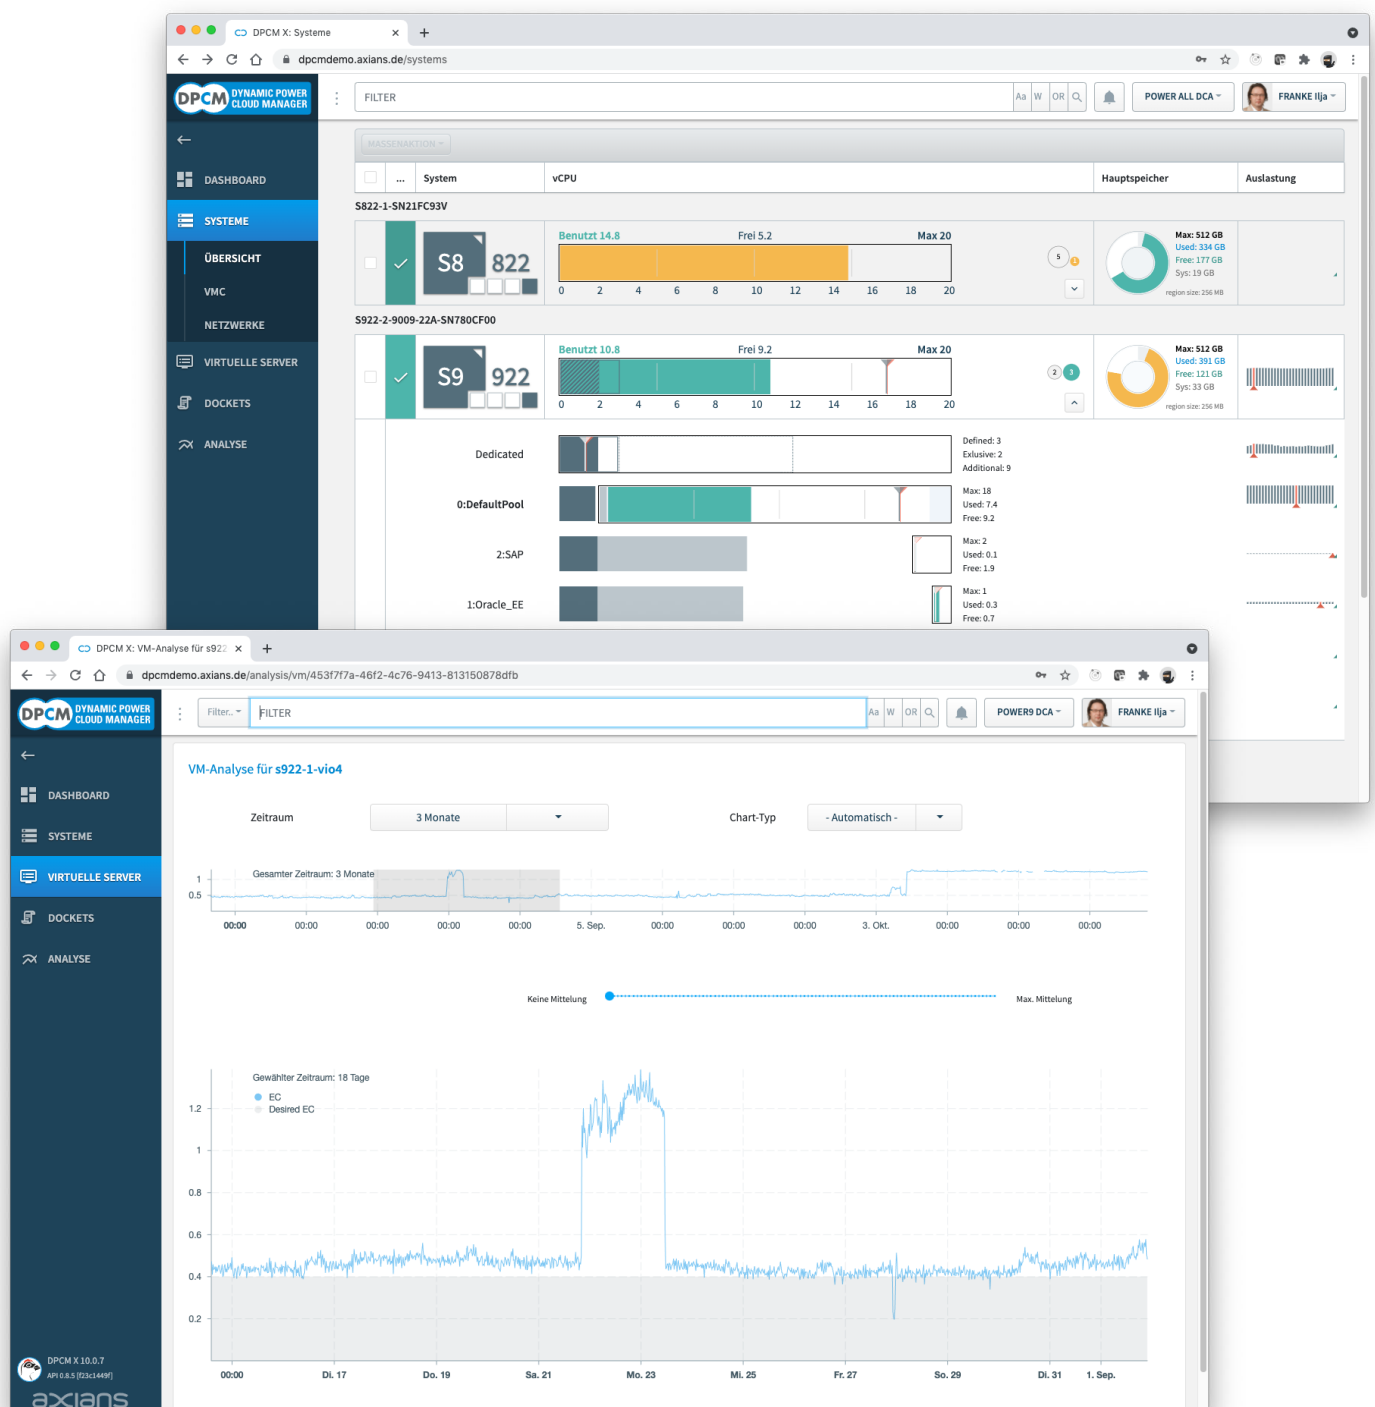 DPCM X: Systeme
dpcmdemo.axians.de/systems
DPCM DYNAMIC POWER
CLOUD MANAGER
FILTER
Aa W OR
POWER ALL DCA
FRANKE Ilja
MASSENAKTION
DASHBOARD
SYSTEME
ÜBERSICHT
VMC
NETZWERKE
VIRTUELLE SERVER
DOCKETS
ANALYSE
... System vCPU Hauptspeicher Auslastung
S822-1-SN21FC93V
S8 822
Benutzt 14.8 Frei 5.2 Max 20
0 2 4 6 8 10 12 14 16 18 20
5 1
Max: 512 GB
Used: 334 GB
Free: 177 GB
Sys: 19 GB
region size: 256 MB
S922-2-9009-22A-SN780CF00
S9 922
Benutzt 10.8 Frei 9.2 Max 20
0 2 4 6 8 10 12 14 16 18 20
2 3
Max: 512 GB
Used: 391 GB
Free: 121 GB
Sys: 33 GB
region size: 256 MB
Dedicated
Defined: 3
Exlusive: 2
Additional: 9
0:DefaultPool
Max: 18
Used: 7.4
Free: 9.2
2:SAP
Max: 2
Used: 0.1
Free: 1.9
1:Oracle_EE
Max: 1
Used: 0.3
Free: 0.7
DPCM X: VM-Analyse für s922
dpcmdemo.axians.de/analysis/vm/453f7f7a-46f2-4c76-9413-813150878dfb
DPCM DYNAMIC POWER
CLOUD MANAGER
Filter..
FILTER
Aa W OR
POWER9 DCA
FRANKE Ilja
DASHBOARD
SYSTEME
VIRTUELLE SERVER
DOCKETS
ANALYSE
VM-Analyse für s922-1-vio4
Zeitraum 3 Monate Chart-Typ - Automatisch -
Gesamter Zeitraum: 3 Monate
1
0.5
00:00 00:00 00:00 00:00 00:00 5. Sep. 00:00 00:00 00:00 3. Okt. 00:00 00:00 00:00
Keine Mittelung Max. Mittelung
Gewählter Zeitraum: 18 Tage
EC
Desired EC
1.2
1
0.8
0.6
0.4
0.2
00:00 Di. 17 Do. 19 Sa. 21 Mo. 23 Mi. 25 Fr. 27 So. 29 Di. 31 1. Sep.
DPCM X 10.0.7
API 0.8.5 [f23c1449f]
axians